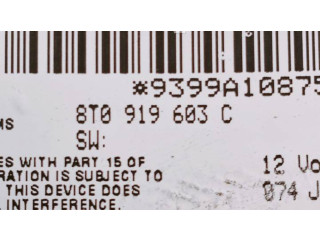 *9399A10875
8T0 919 603 C
MS
SW:
ES WITH PART 15 OF
RATION IS SUBJECT TO
THIS DEVICE DOES
INTERFERENCE.
12 Vo
074 J